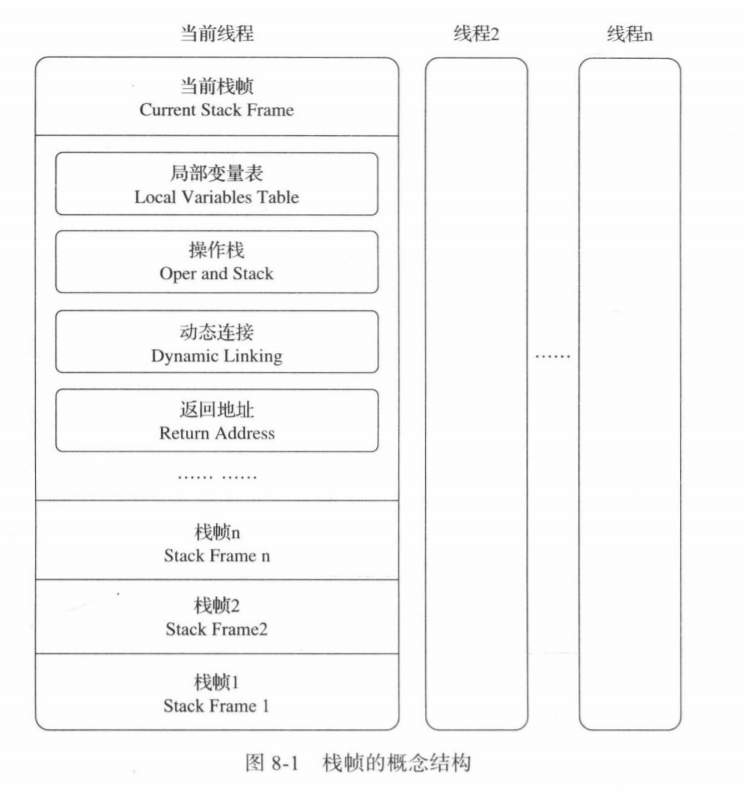 当前线程
线程2
线程n
当前栈帧
Current Stack Frame
局部变量表
Local Variables Table
操作栈
Oper and Stack
动态连接
Dynamic Linking
返回地址
Return Address
…… ……
……
栈帧n
Stack Frame n
栈帧2
Stack Frame2
栈帧1
Stack Frame 1
图 8-1 栈帧的概念结构